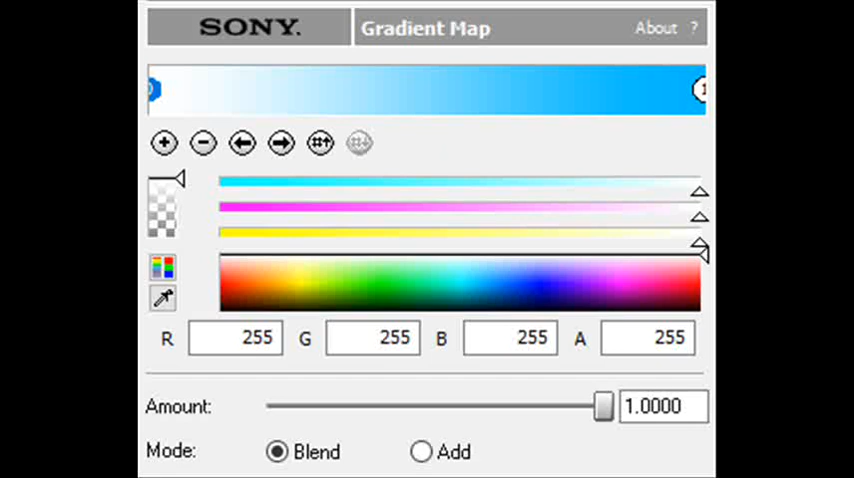 SONY. Gradient Map About ?
R 255 G 255 B 255 A 255
Amount: 1.0000
Mode: Blend Add